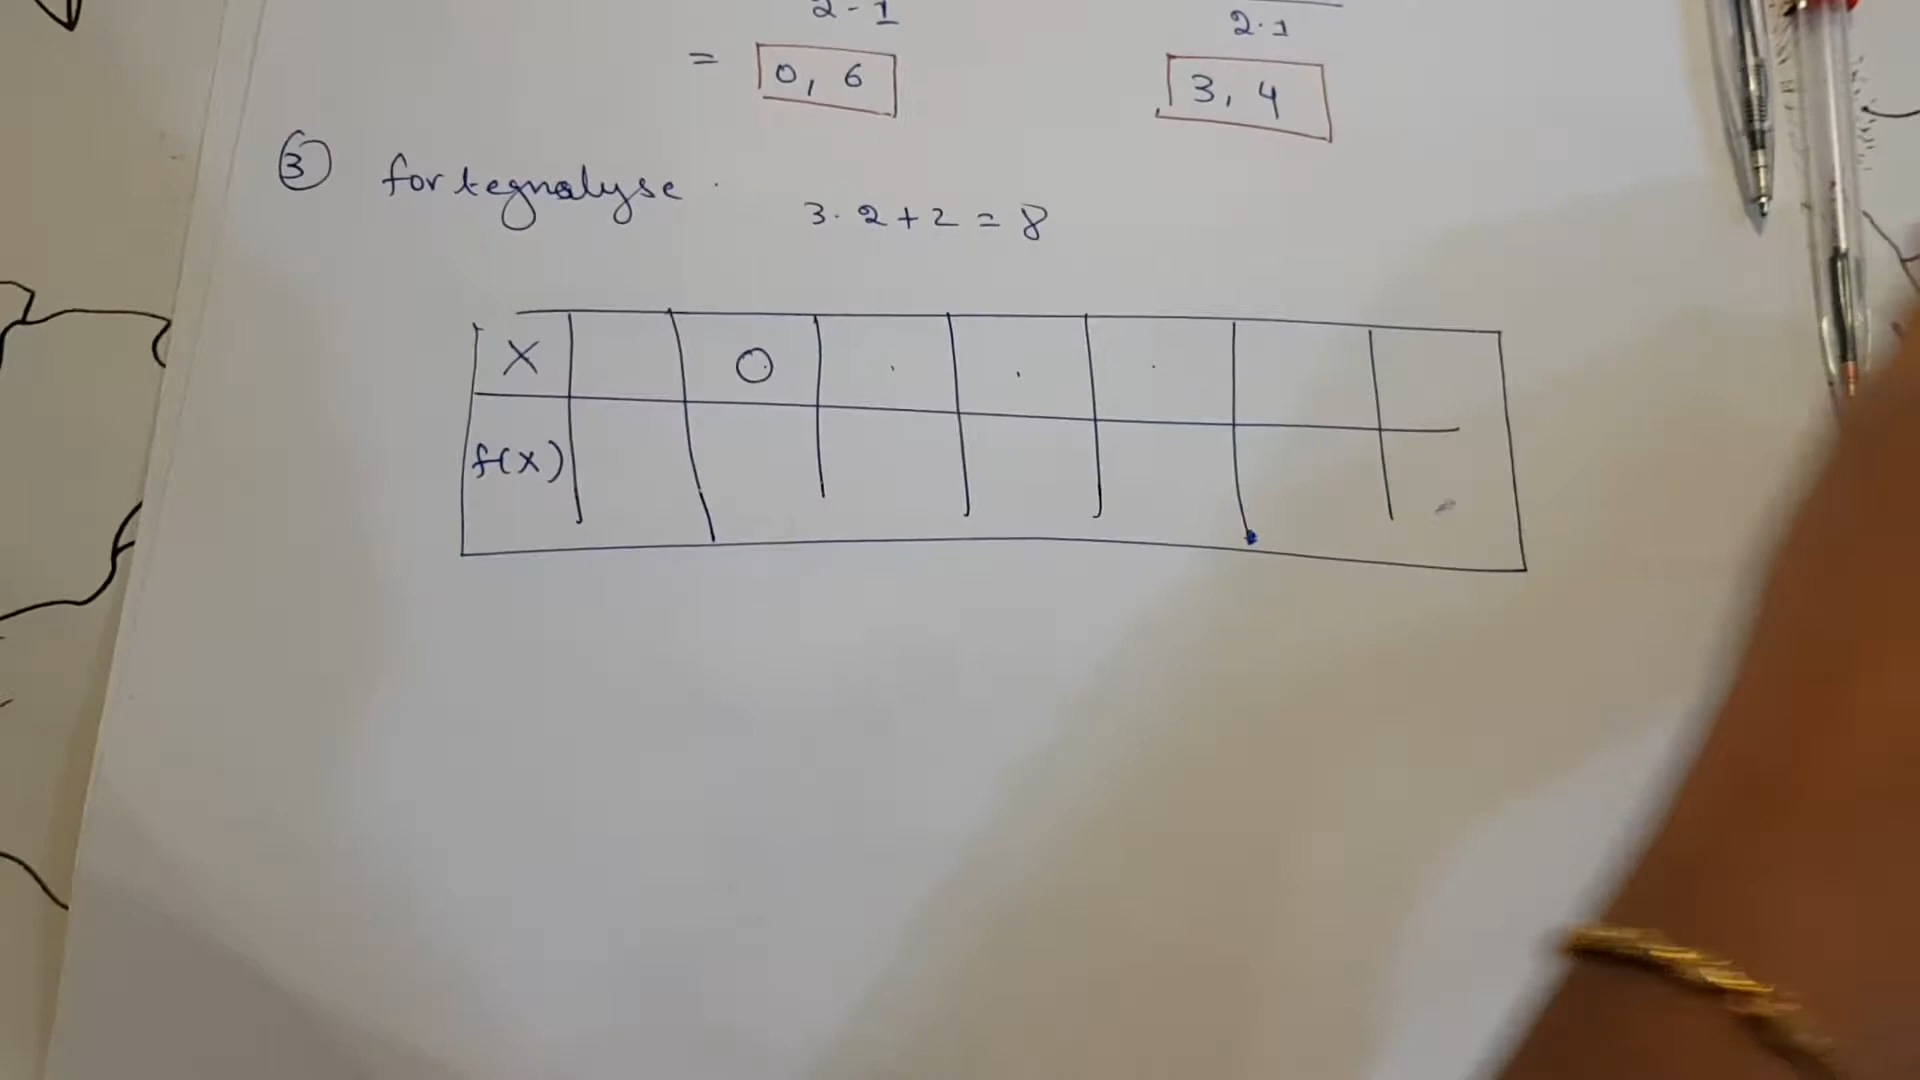 2-1 2·1
= 0, 6 3, 4
③ fortegnalyse
3·2+2=8
X 0
f(x)